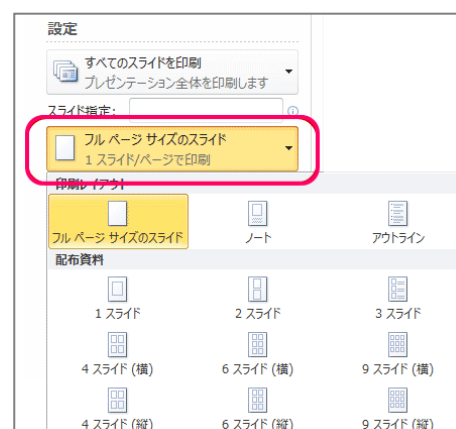 設定
すべてのスライドを印刷
プレゼンテーション全体を印刷します
スライド指定:
フル ページ サイズのスライド
1 スライド/ページで印刷
印刷レイアウト
フル ページ サイズのスライド ノート アウトライン
配布資料
1 スライド 2 スライド 3 スライド
4 スライド (横) 6 スライド (横) 9 スライド (横)
4 スライド (縦) 6 スライド (縦) 9 スライド (縦)